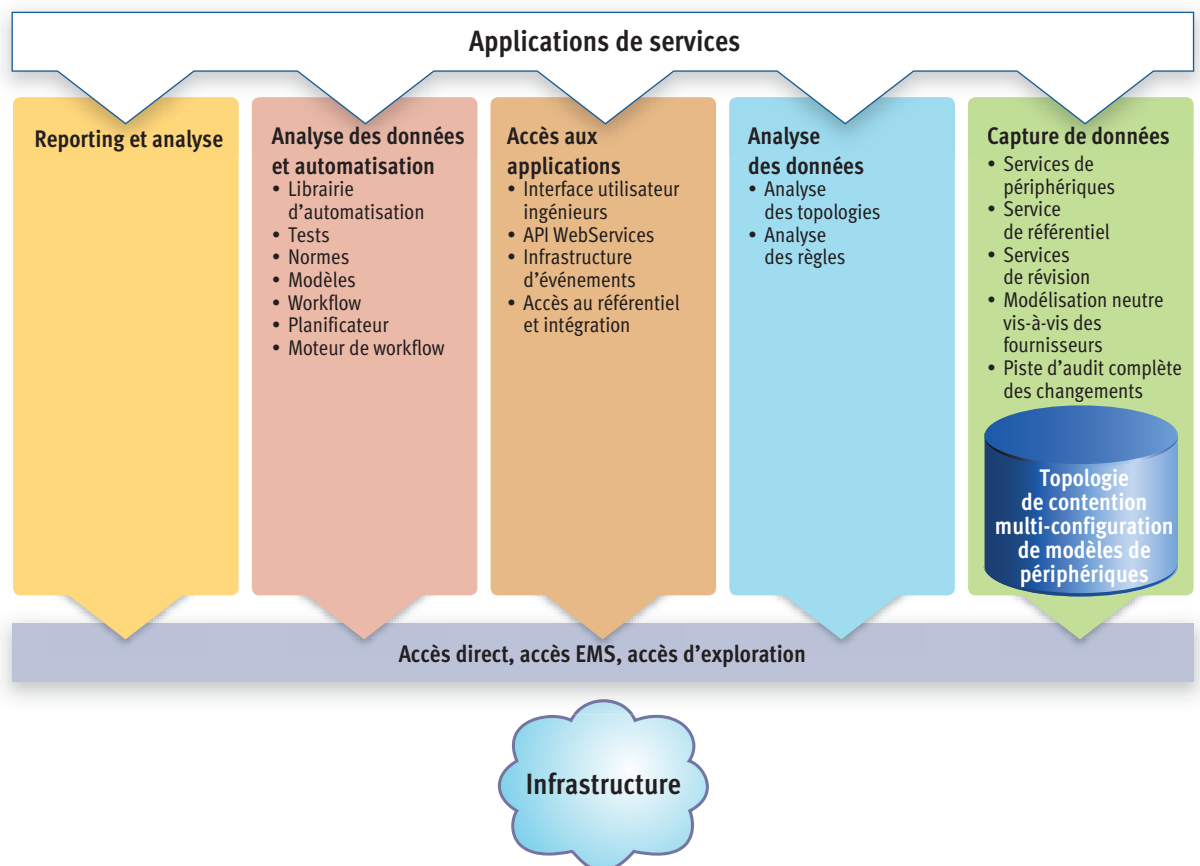 Applications de services
Reporting et analyse
Analyse des données
et automatisation
• Librairie
d'automatisation
• Tests
• Normes
• Modèles
• Workflow
• Planificateur
• Moteur de workflow
Accès aux
applications
• Interface utilisateur
ingénieurs
• API WebServices
• Infrastructure
d'événements
• Accès au référentiel
et intégration
Analyse
des données
• Analyse
des topologies
• Analyse
des règles
Capture de données
• Services de
périphériques
• Service
de référentiel
• Services
de révision
• Modélisation neutre
vis-à-vis des
fournisseurs
• Piste d'audit complète
des changements
Topologie
de contention
multi-configuration
de modèles de
périphériques
Accès direct, accès EMS, accès d'exploration
Infrastructure